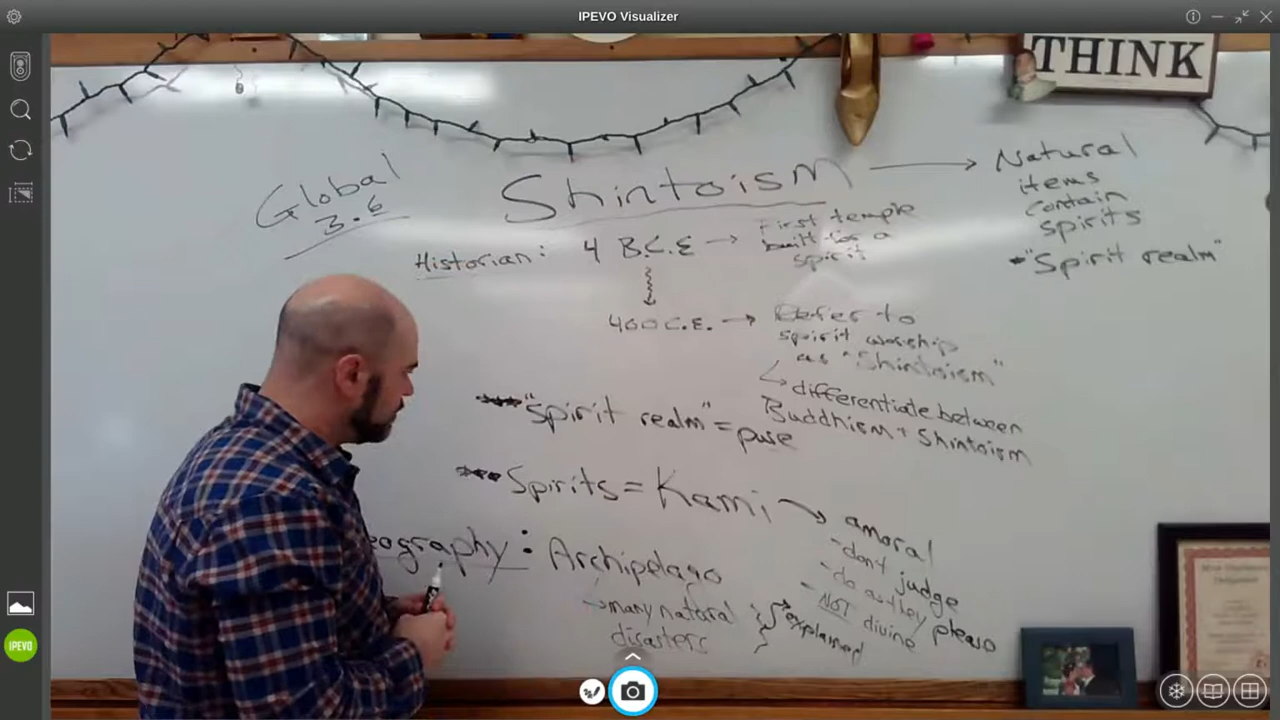 IPEVO Visualizer
THINK
Global
3.6
Shintoism →
Natural
items
contain
spirits
- "Spirit realm"
Historian: 4 B.C.E →
First temple
built for a
spirit
400 C.E. →
Refer to
spirit worship
as "Shintoism"
differentiate between
Buddhism + Shintoism
"Spirit realm" = pure
Spirits = Kami
amoral
- don't judge
- do as they please
- NOT divine
eography: Archipelago
many natural
disasters
explained
IPEVO